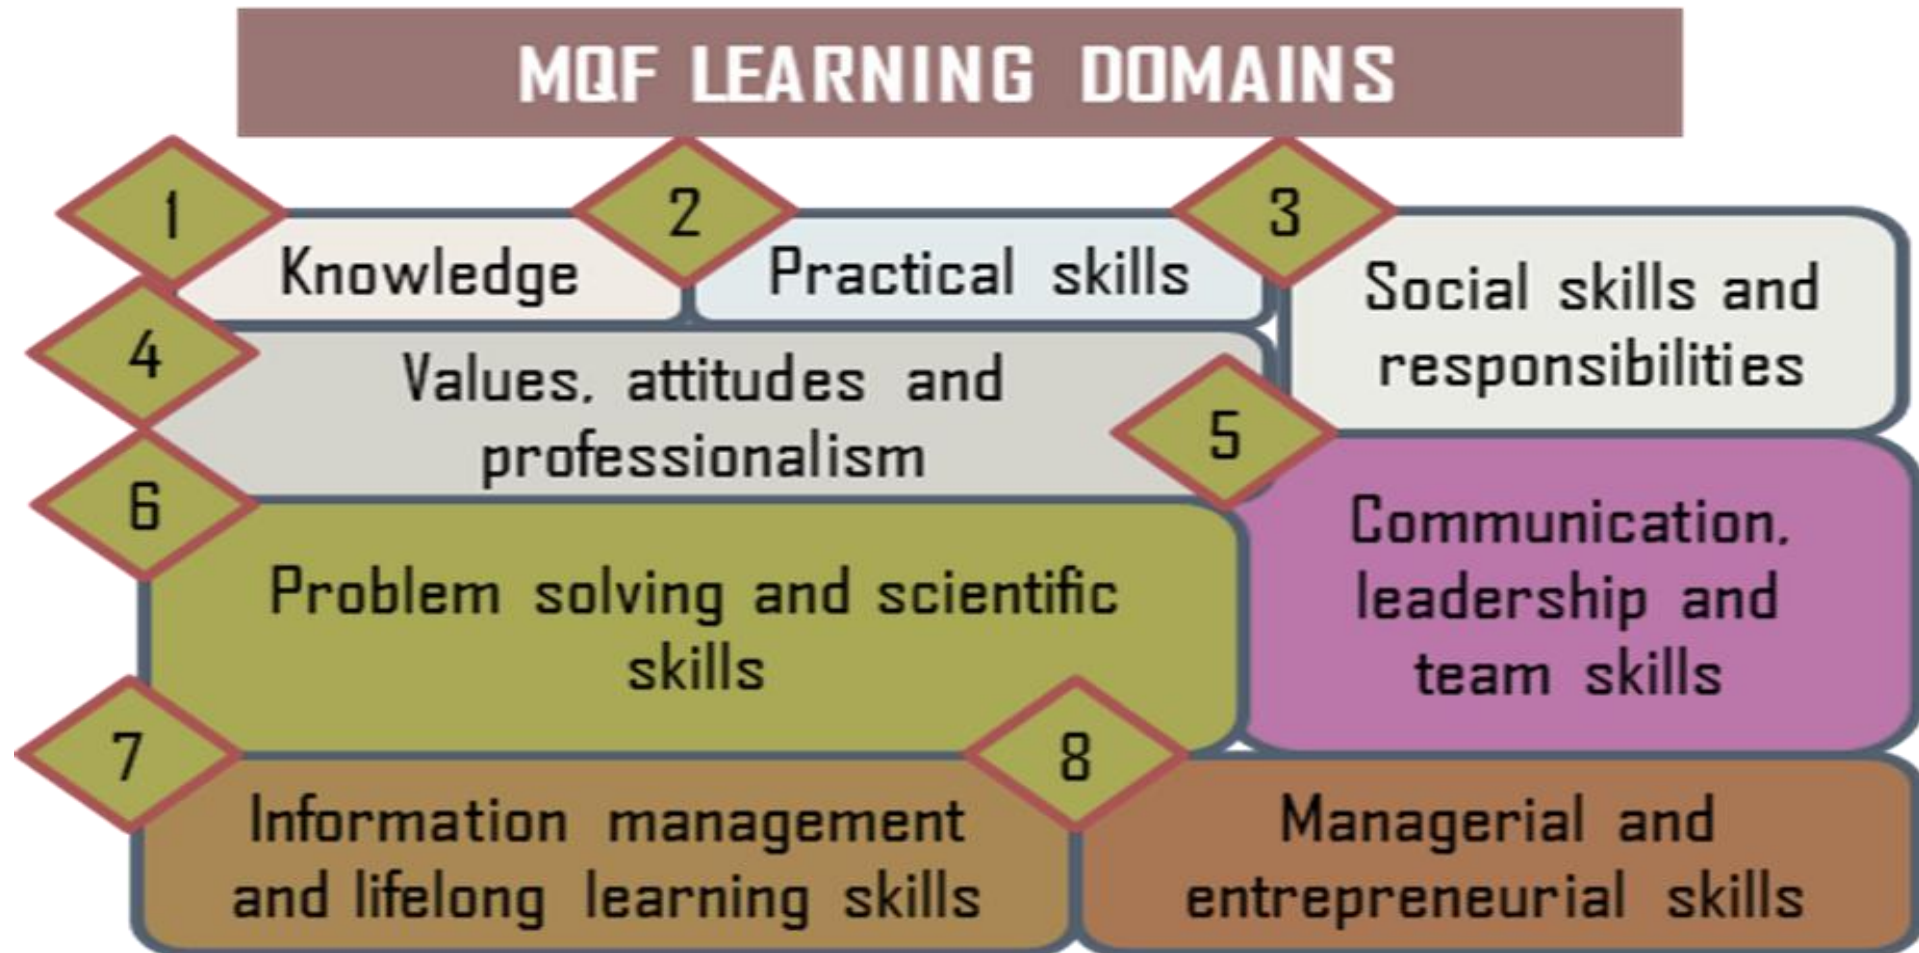 MQF LEARNING DOMAINS
1
Knowledge
2
Practical skills
3
Social skills and
responsibilities
4
Values, attitudes and
professionalism
5
Communication,
leadership and
team skills
6
Problem solving and scientific
skills
7
Information management
and lifelong learning skills
8
Managerial and
entrepreneurial skills